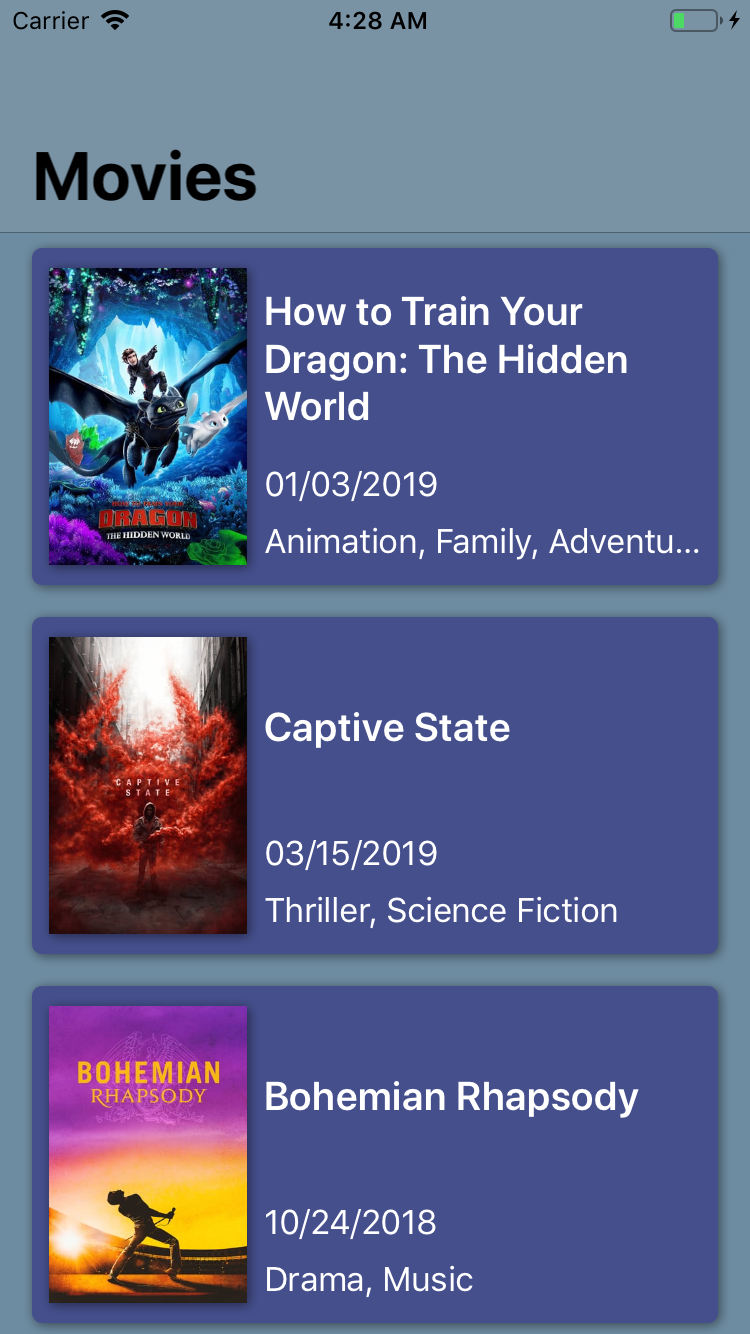 Carrier 4:28 AM
Movies
How to Train Your
Dragon: The Hidden
World
01/03/2019
Animation, Family, Adventu...
DRAGON
THE HIDDEN WORLD
Captive State
03/15/2019
Thriller, Science Fiction
CAPTIVE
STATE
Bohemian Rhapsody
10/24/2018
Drama, Music
BOHEMIAN
RHAPSODY